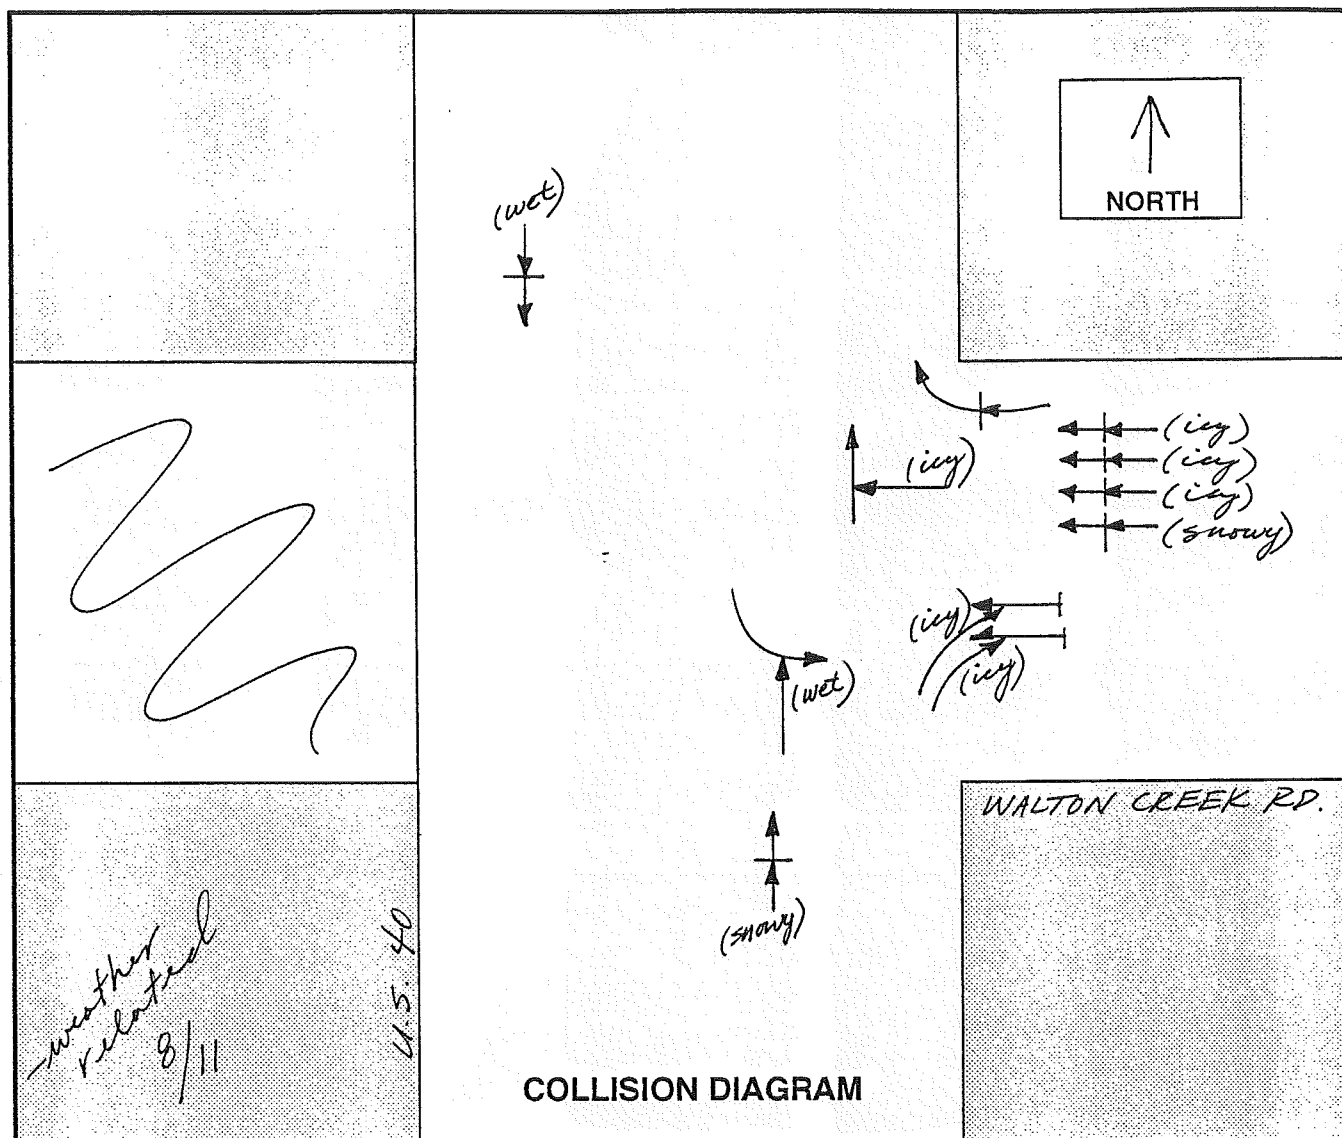 NORTH
(wet)
(icy)
(icy)
(icy)
(icy)
(snowy)
(icy)
(icy)
(wet)
WALTON CREEK RD.
(snowy)
-weather
related
8/11
U.S. 40
COLLISION DIAGRAM